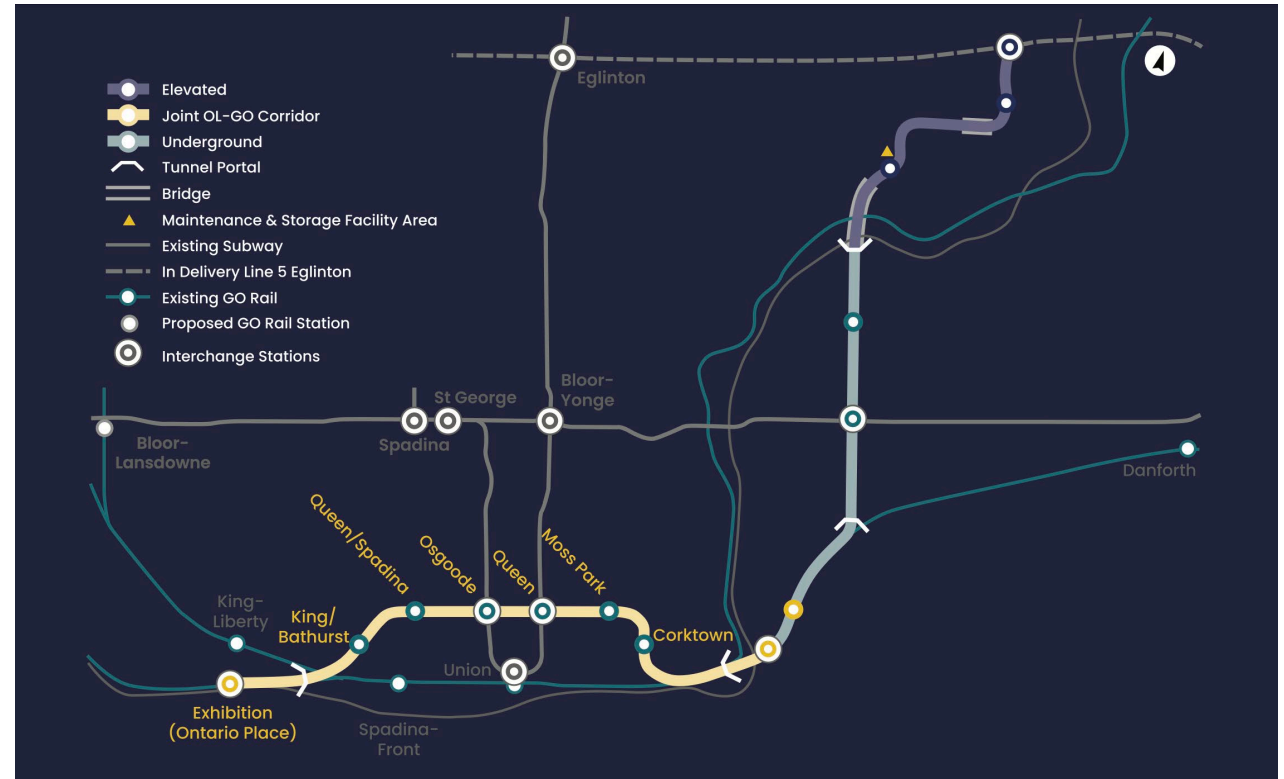 Eglinton
Elevated
Joint OL-GO Corridor
Underground
Tunnel Portal
Bridge
Maintenance & Storage Facility Area
Existing Subway
In Delivery Line 5 Eglinton
Existing GO Rail
Proposed GO Rail Station
Interchange Stations
Bloor-
Yonge
St George
Spadina
Bloor-
Lansdowne
Danforth
Queen/Spadina
Osgoode
Queen
Moss Park
King-
Liberty
King/
Bathurst
Corktown
Union
Exhibition
(Ontario Place)
Spadina-
Front